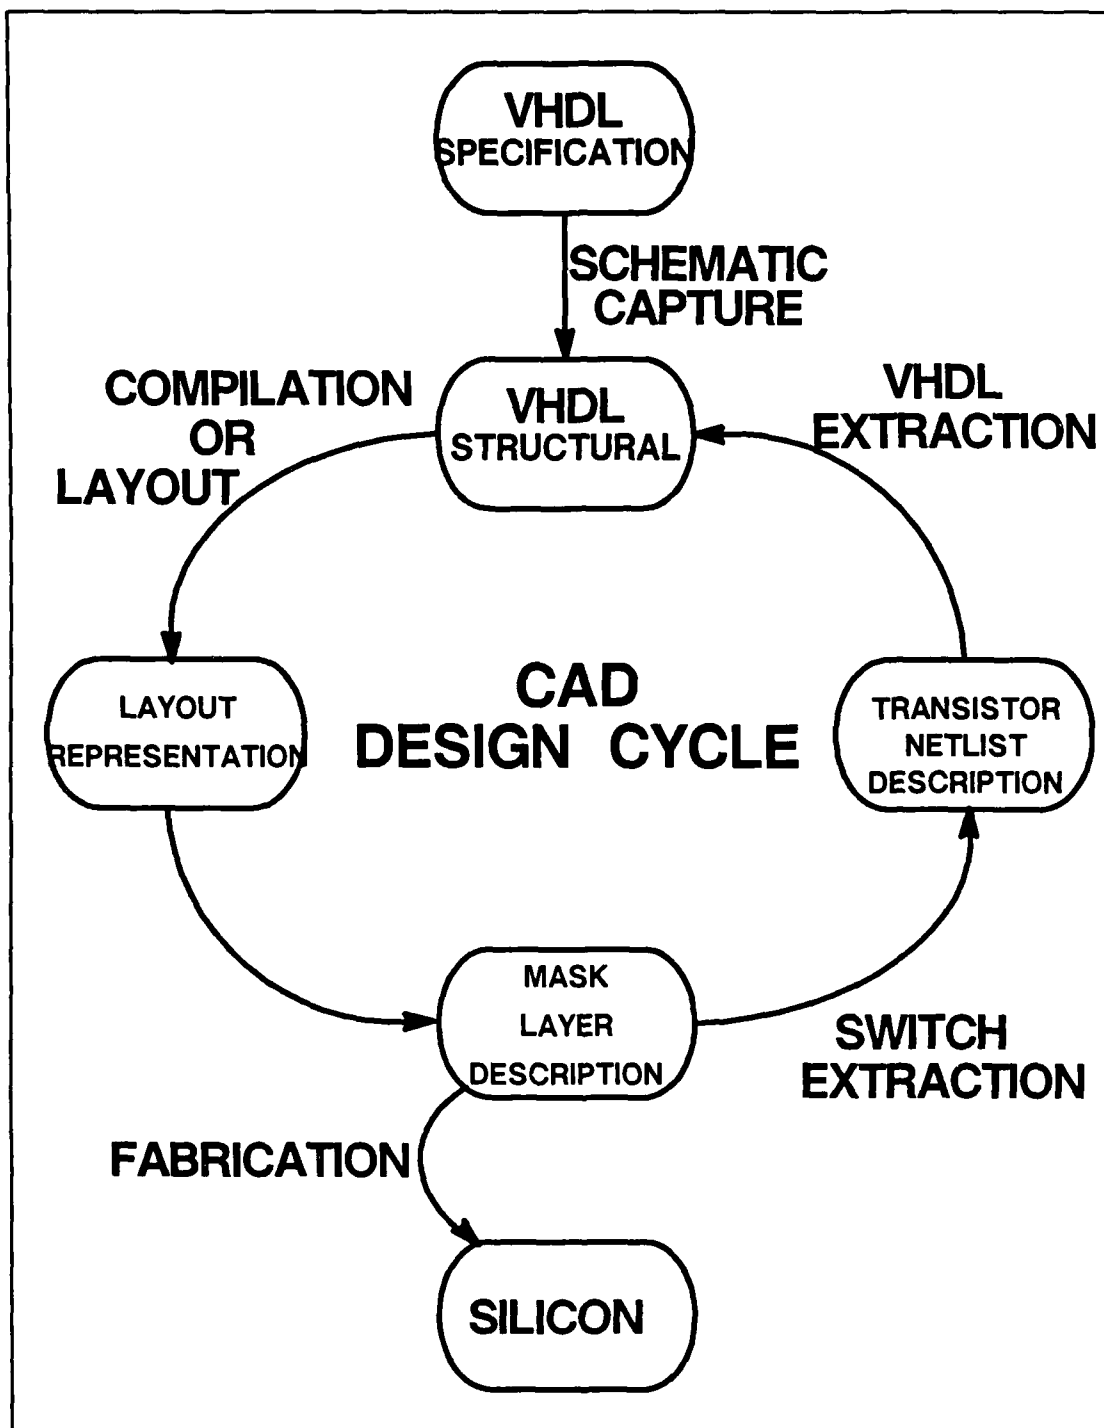 VHDL
SPECIFICATION
SCHEMATIC
CAPTURE
COMPILATION
OR
LAYOUT
VHDL
STRUCTURAL
VHDL
EXTRACTION
LAYOUT
REPRESENTATION
CAD
DESIGN CYCLE
TRANSISTOR
NETLIST
DESCRIPTION
MASK
LAYER
DESCRIPTION
SWITCH
EXTRACTION
FABRICATION
SILICON